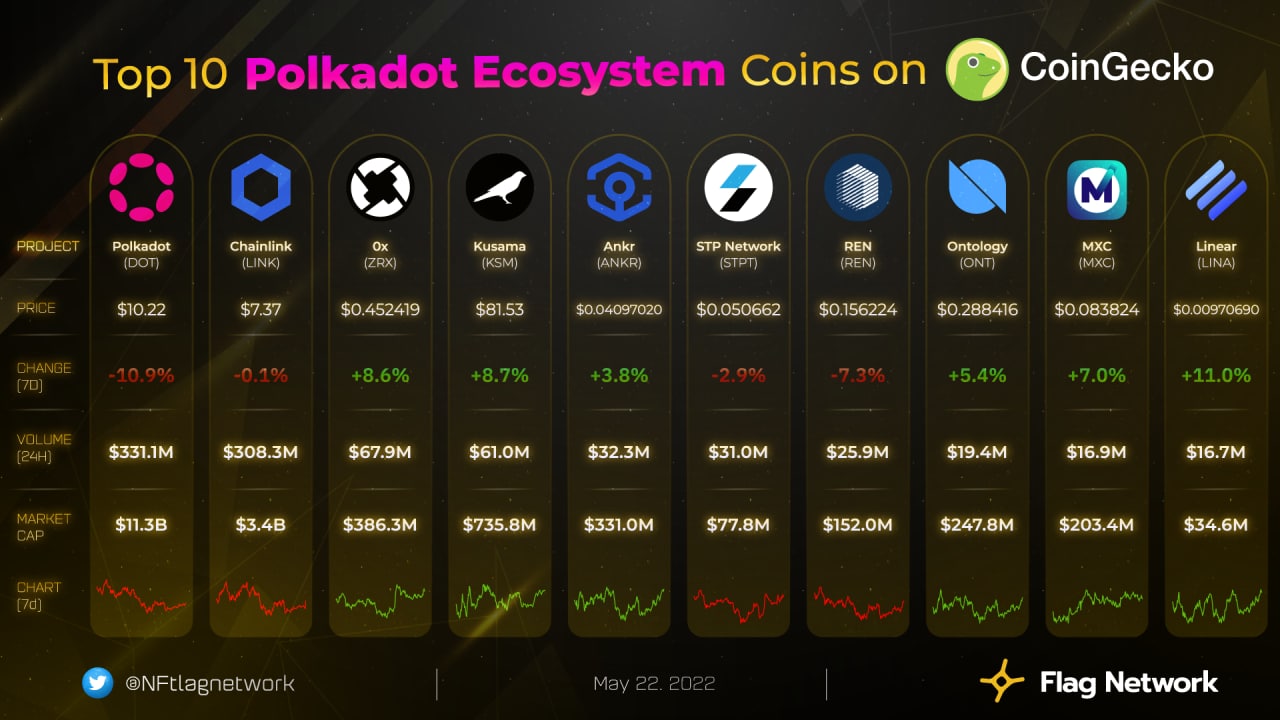 Top 10 Polkadot Ecosystem Coins on CoinGecko
PROJECT
Polkadot (DOT)
Chainlink (LINK)
0x (ZRX)
Kusama (KSM)
Ankr (ANKR)
STP Network (STPT)
REN (REN)
Ontology (ONT)
MXC (MXC)
Linear (LINA)
PRICE $10.22 $7.37 $0.452419 $81.53 $0.04097020 $0.050662 $0.156224 $0.288416 $0.083824 $0.00970690
CHANGE (7D) -10.9% -0.1% +8.6% +8.7% +3.8% -2.9% -7.3% +5.4% +7.0% +11.0%
VOLUME (24H) $331.1M $308.3M $67.9M $61.0M $32.3M $31.0M $25.9M $19.4M $16.9M $16.7M
MARKET CAP $11.3B $3.4B $386.3M $735.8M $331.0M $77.8M $152.0M $247.8M $203.4M $34.6M
CHART (7d)
@NFtlagnetwork
May 22. 2022
Flag Network